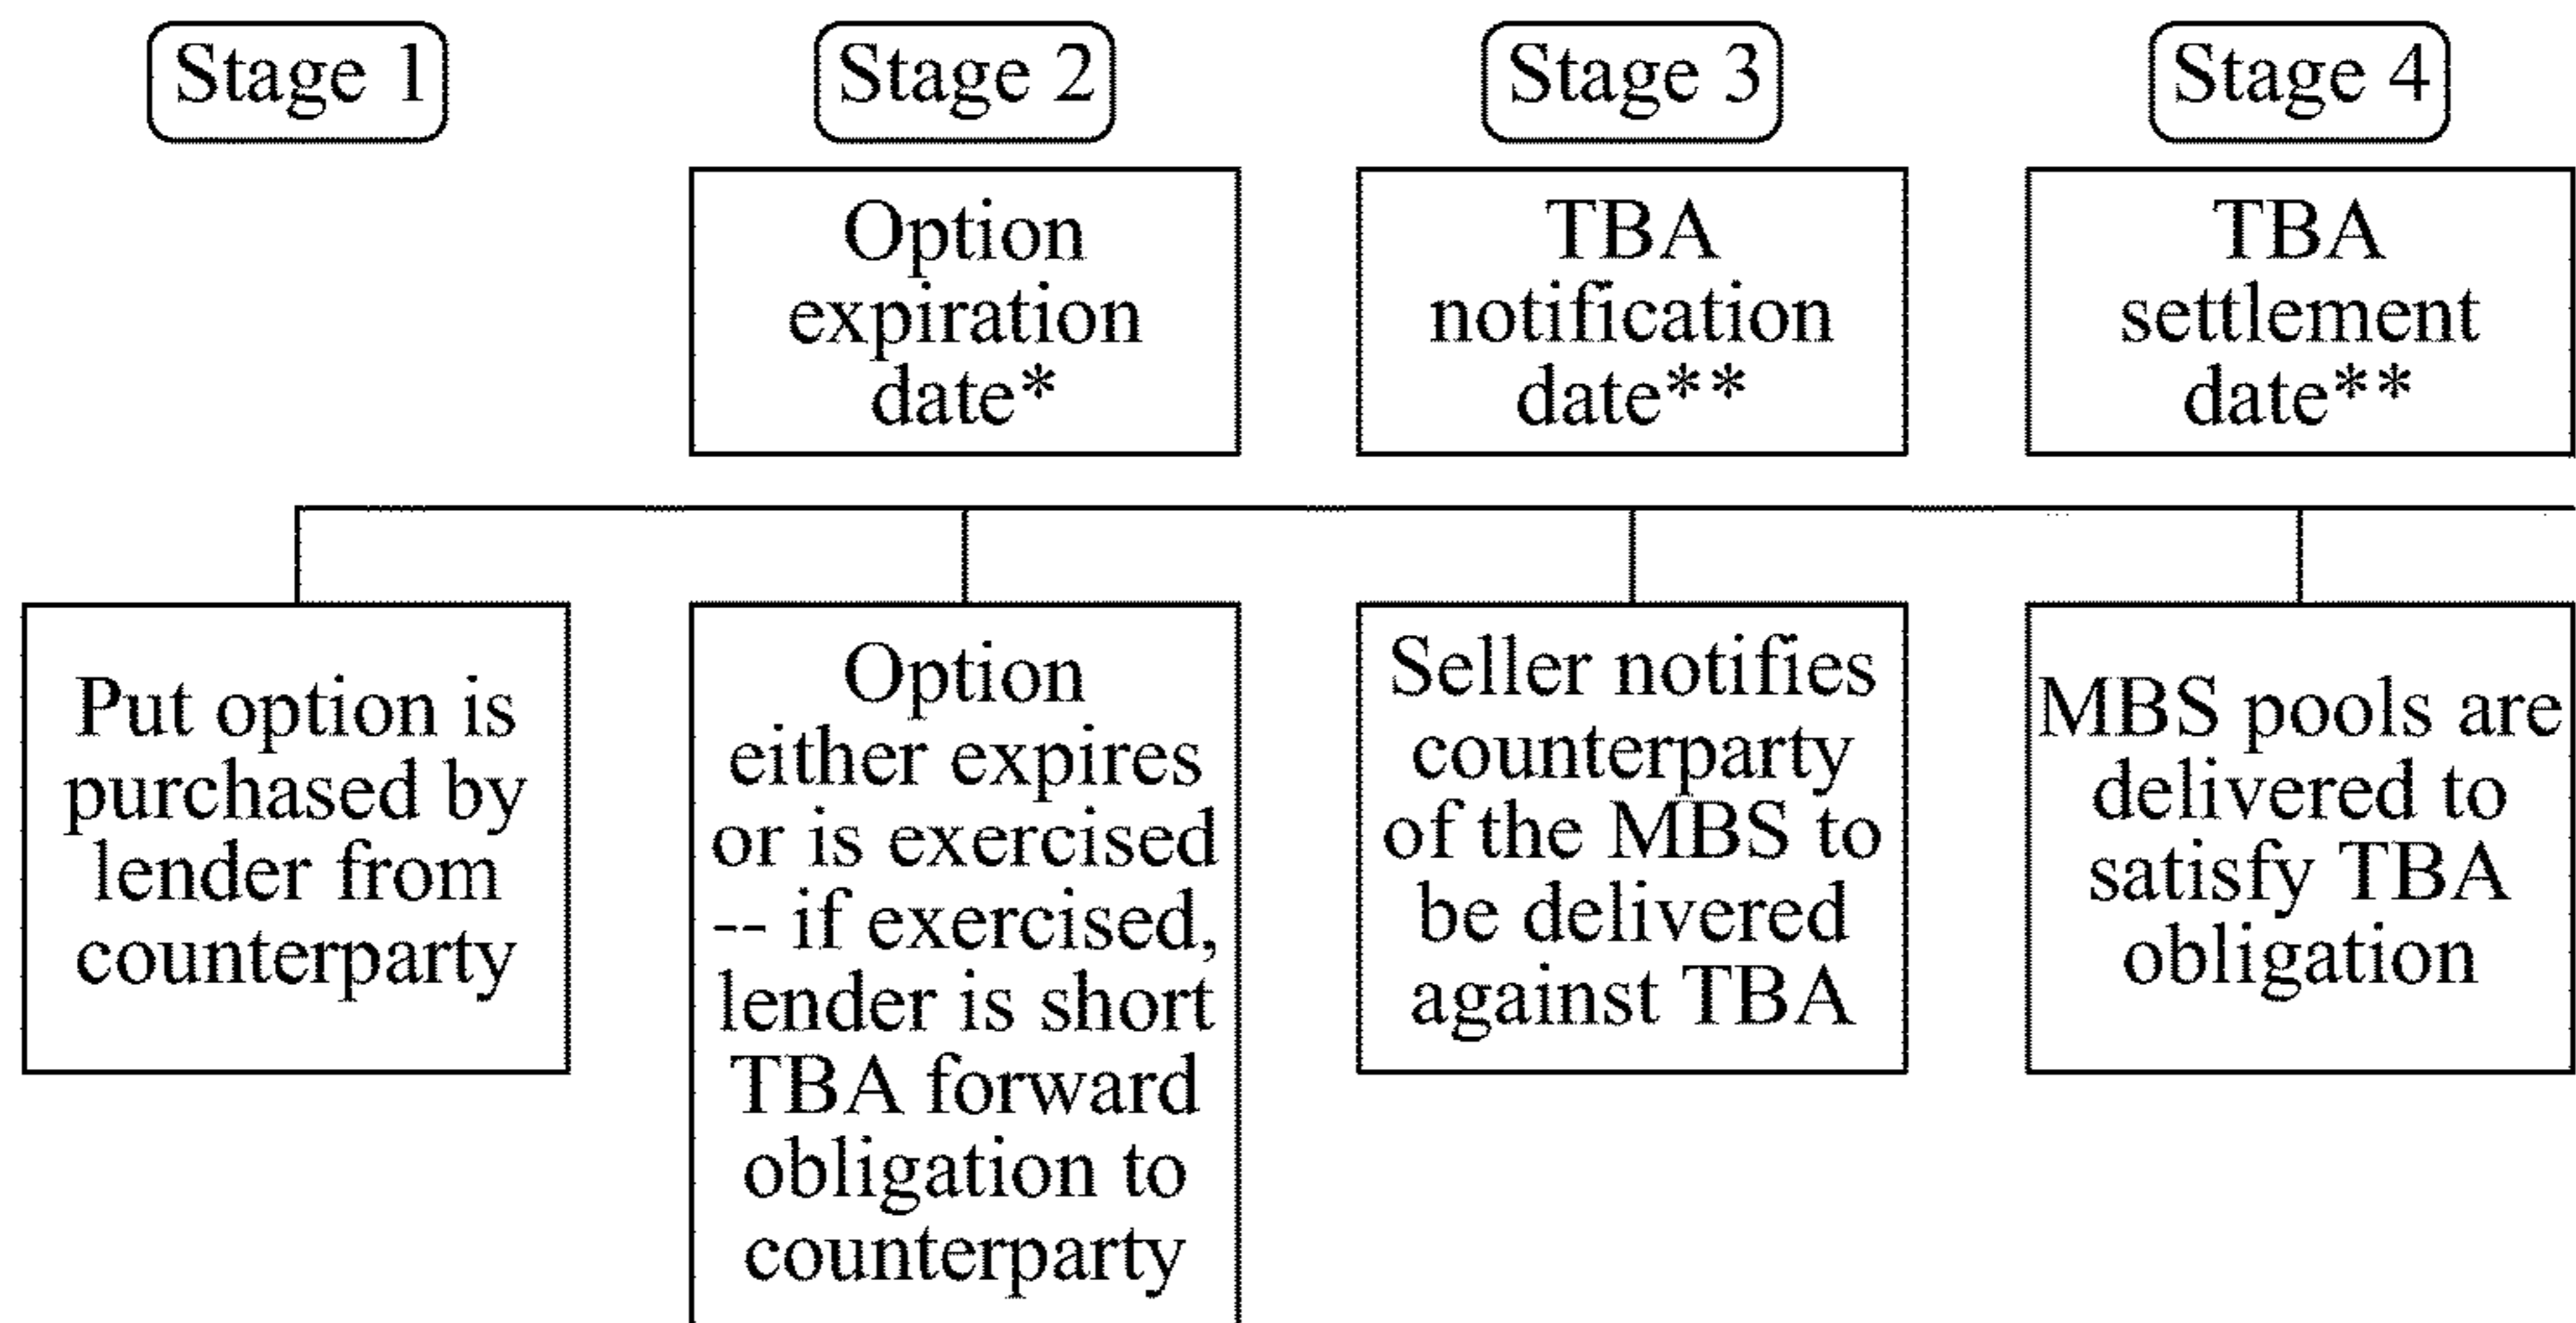 Stage 1
Stage 2
Stage 3
Stage 4
Option
expiration
date*
TBA
notification
date**
TBA
settlement
date**
Put option is
purchased by
lender from
counterparty
Option
either expires
or is exercised
-- if exercised,
lender is short
TBA forward
obligation to
counterparty
Seller notifies
counterparty
of the MBS to
be delivered
against TBA
MBS pools are
delivered to
satisfy TBA
obligation